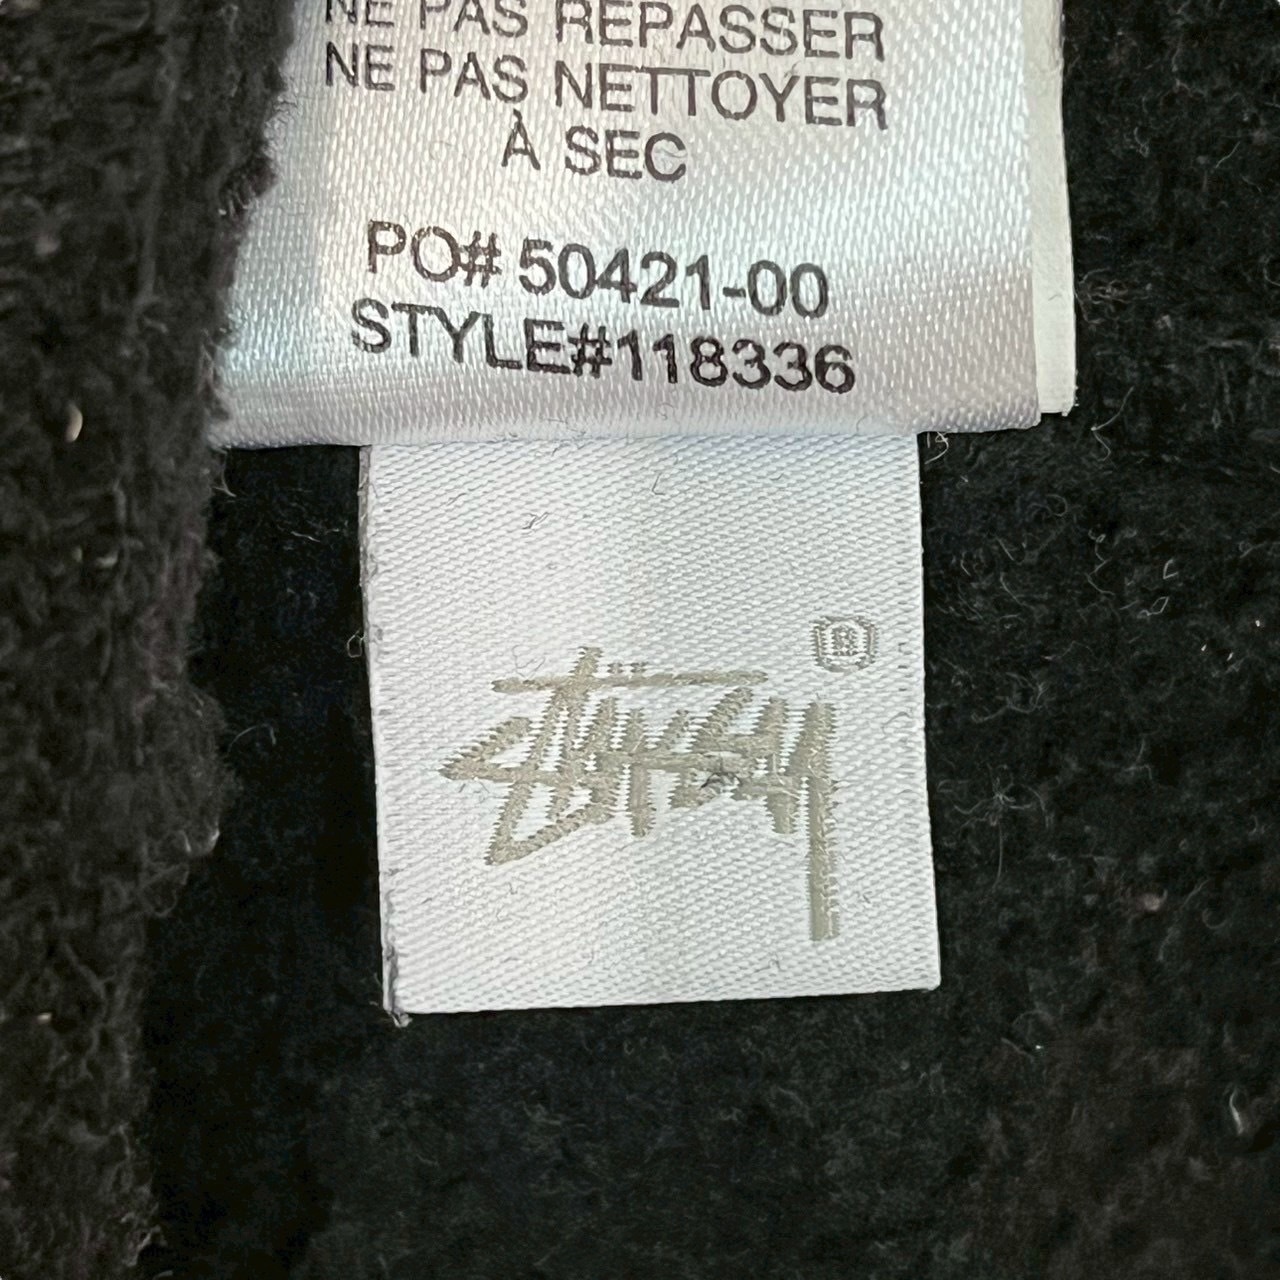 NE PAS REPASSER
NE PAS NETTOYER
À SEC
PO# 50421-00
STYLE#118336
®
Stüssy